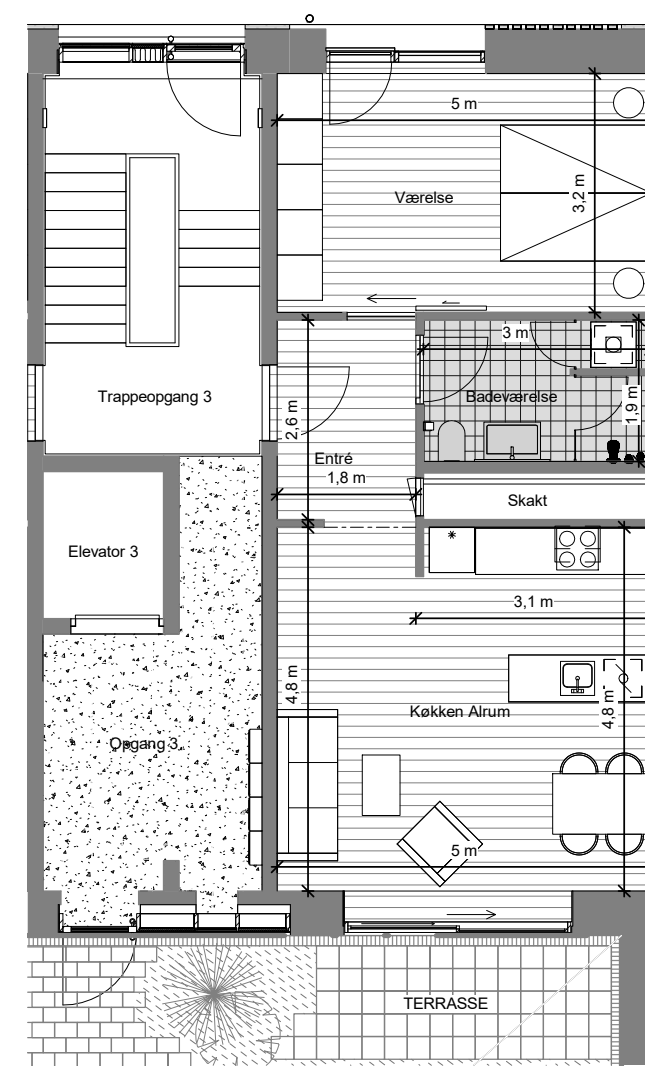 5 m
Værelse
3,2 m
3 m
Trappeopgang 3
Badeværelse
1,9 m
2,6 m
Entré
1,8 m
Skakt
Elevator 3
*
3,1 m
4,8 m
Køkken Alrum
4,8 m
Opgang 3
5 m
TERRASSE